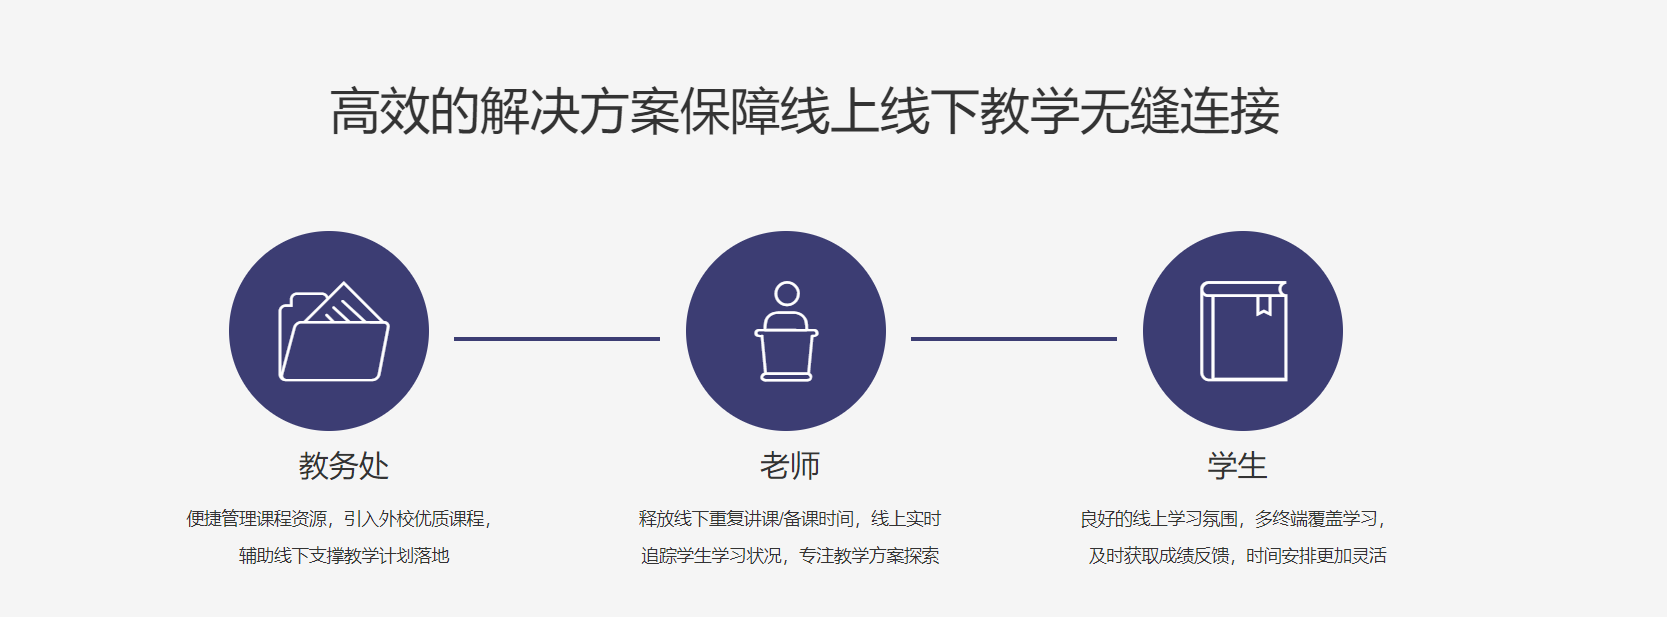 高效的解决方案保障线上线下教学无缝连接
教务处
便捷管理课程资源，引入外校优质课程，
辅助线下支撑教学计划落地
老师
释放线下重复讲课/备课时间，线上实时
追踪学生学习状况，专注教学方案探索
学生
良好的线上学习氛围，多终端覆盖学习，
及时获取成绩反馈，时间安排更加灵活